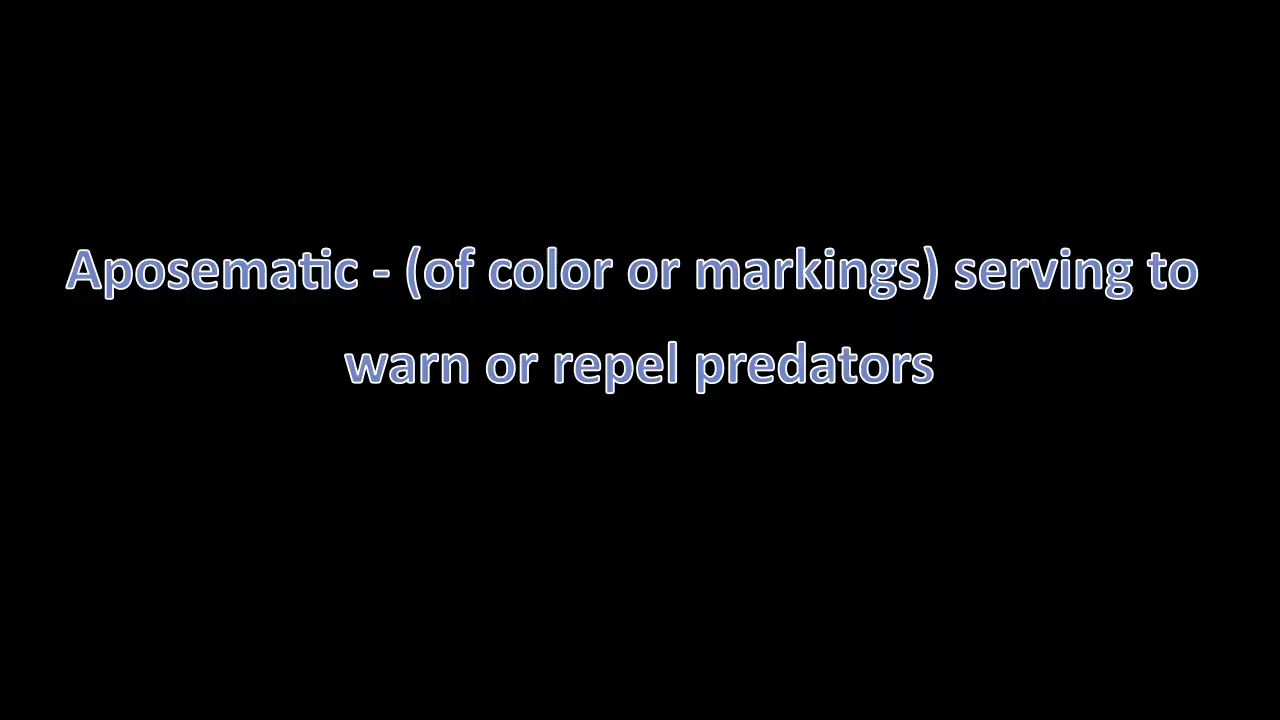 Aposematic - (of color or markings) serving to
warn or repel predators